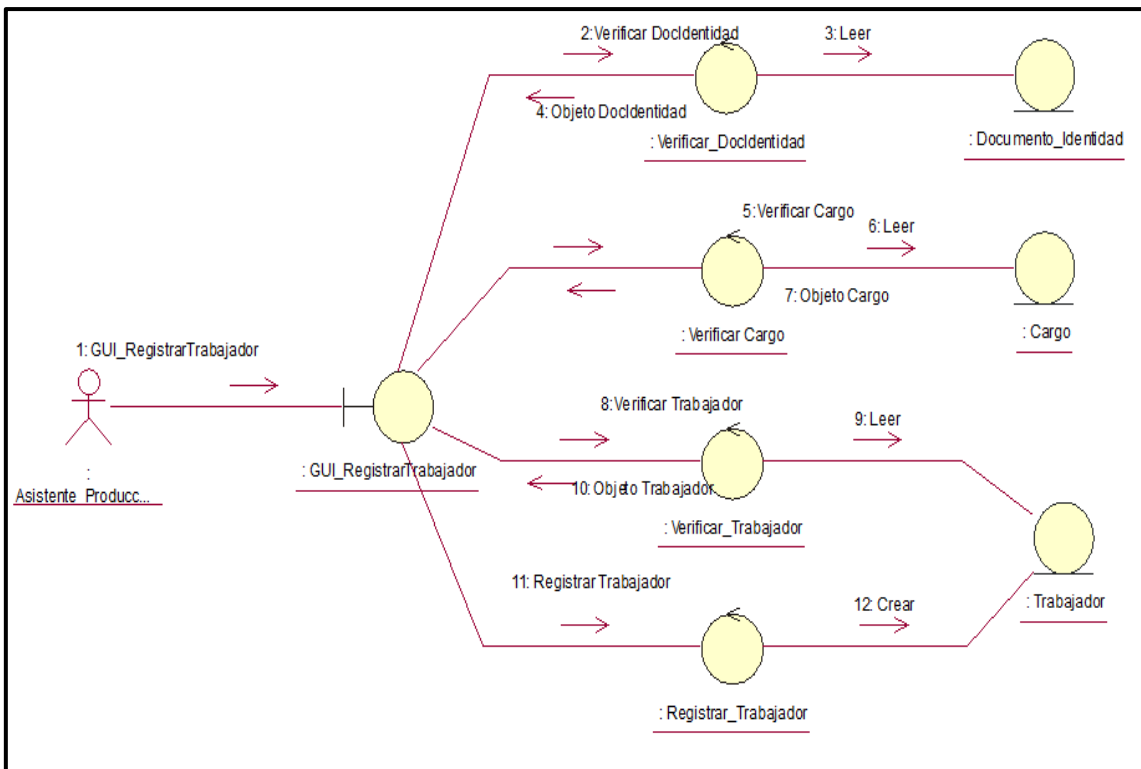 2: Verificar DocIdentidad
3: Leer
4: Objeto DocIdentidad
: Verificar_DocIdentidad
: Documento_Identidad
5: Verificar Cargo
6: Leer
7: Objeto Cargo
: Verificar Cargo
: Cargo
1: GUI_RegistrarTrabajador
8: Verificar Trabajador
9: Leer
: GUI_RegistrarTrabajador
:
Asistente_Producc...
10: Objeto Trabajador
: Verificar_Trabajador
11: Registrar Trabajador
12: Crear
: Trabajador
: Registrar_Trabajador